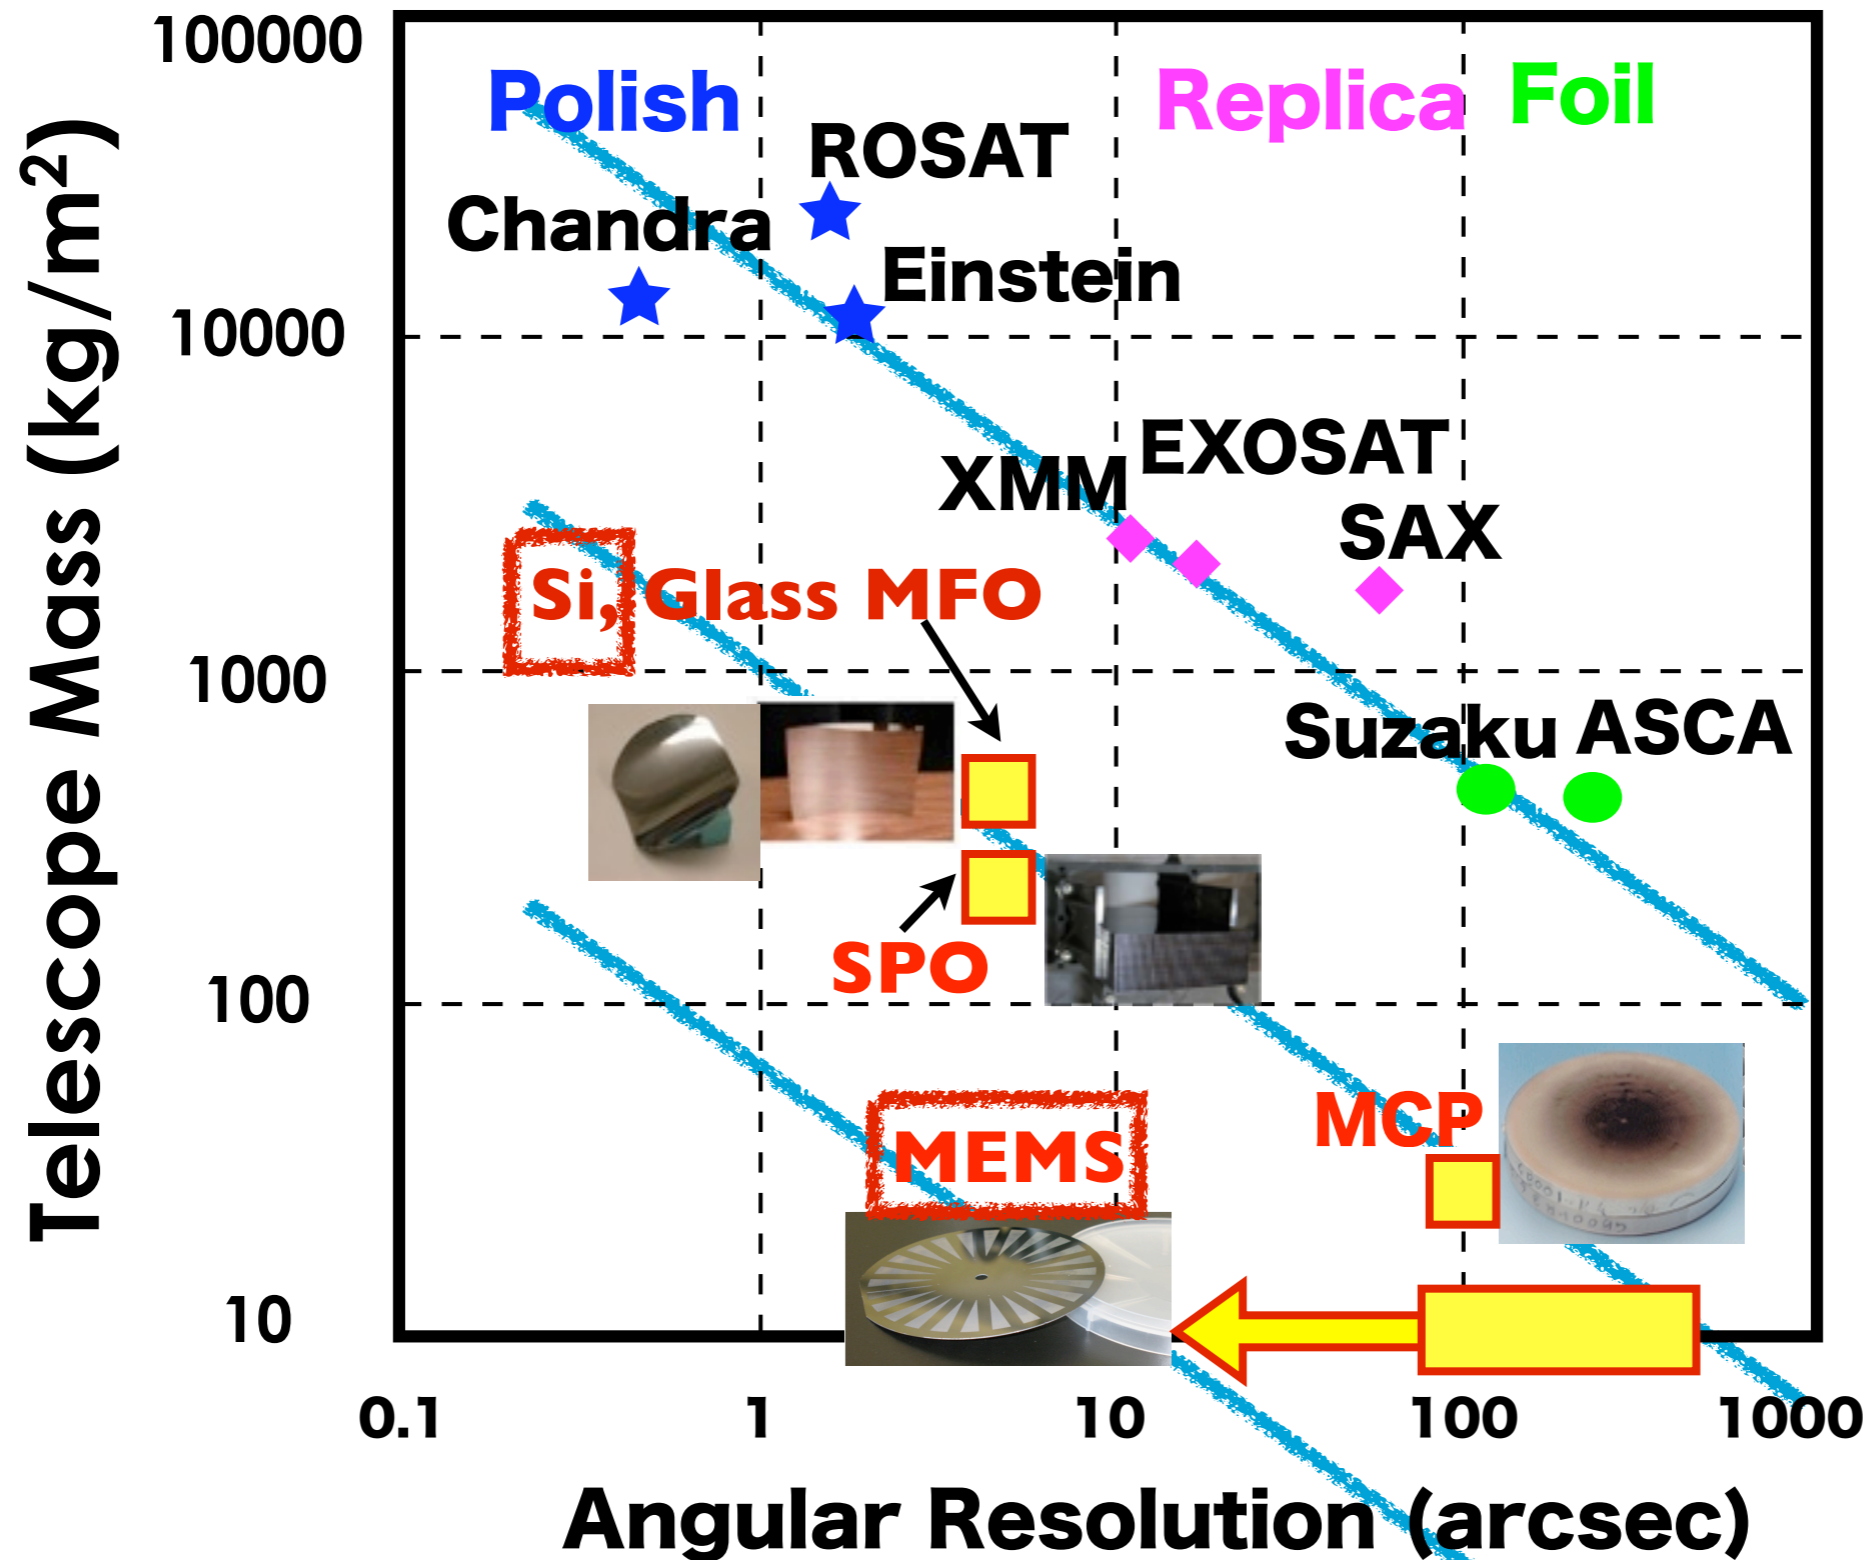 100000
Polish
Replica
Foil
ROSAT
Chandra
Einstein
10000
EXOSAT
XMM
SAX
Si, Glass MFO
1000
Suzaku
ASCA
SPO
100
MCP
MEMS
10
0.1
1
10
100
1000
Angular Resolution (arcsec)
Telescope Mass (kg/m²)